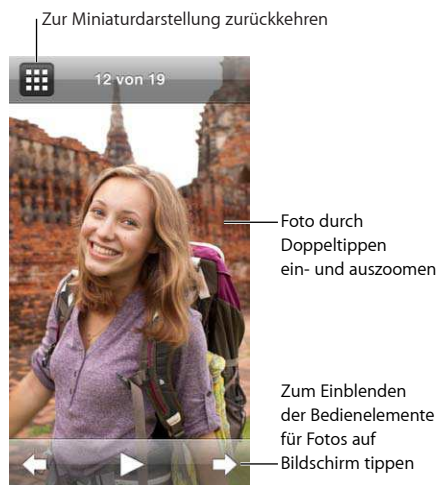 Zur Miniaturdarstellung zurückkehren
12 von 19
Foto durch
Doppeltippen
ein- und auszoomen
Zum Einblenden
der Bedienelemente
für Fotos auf
Bildschirm tippen